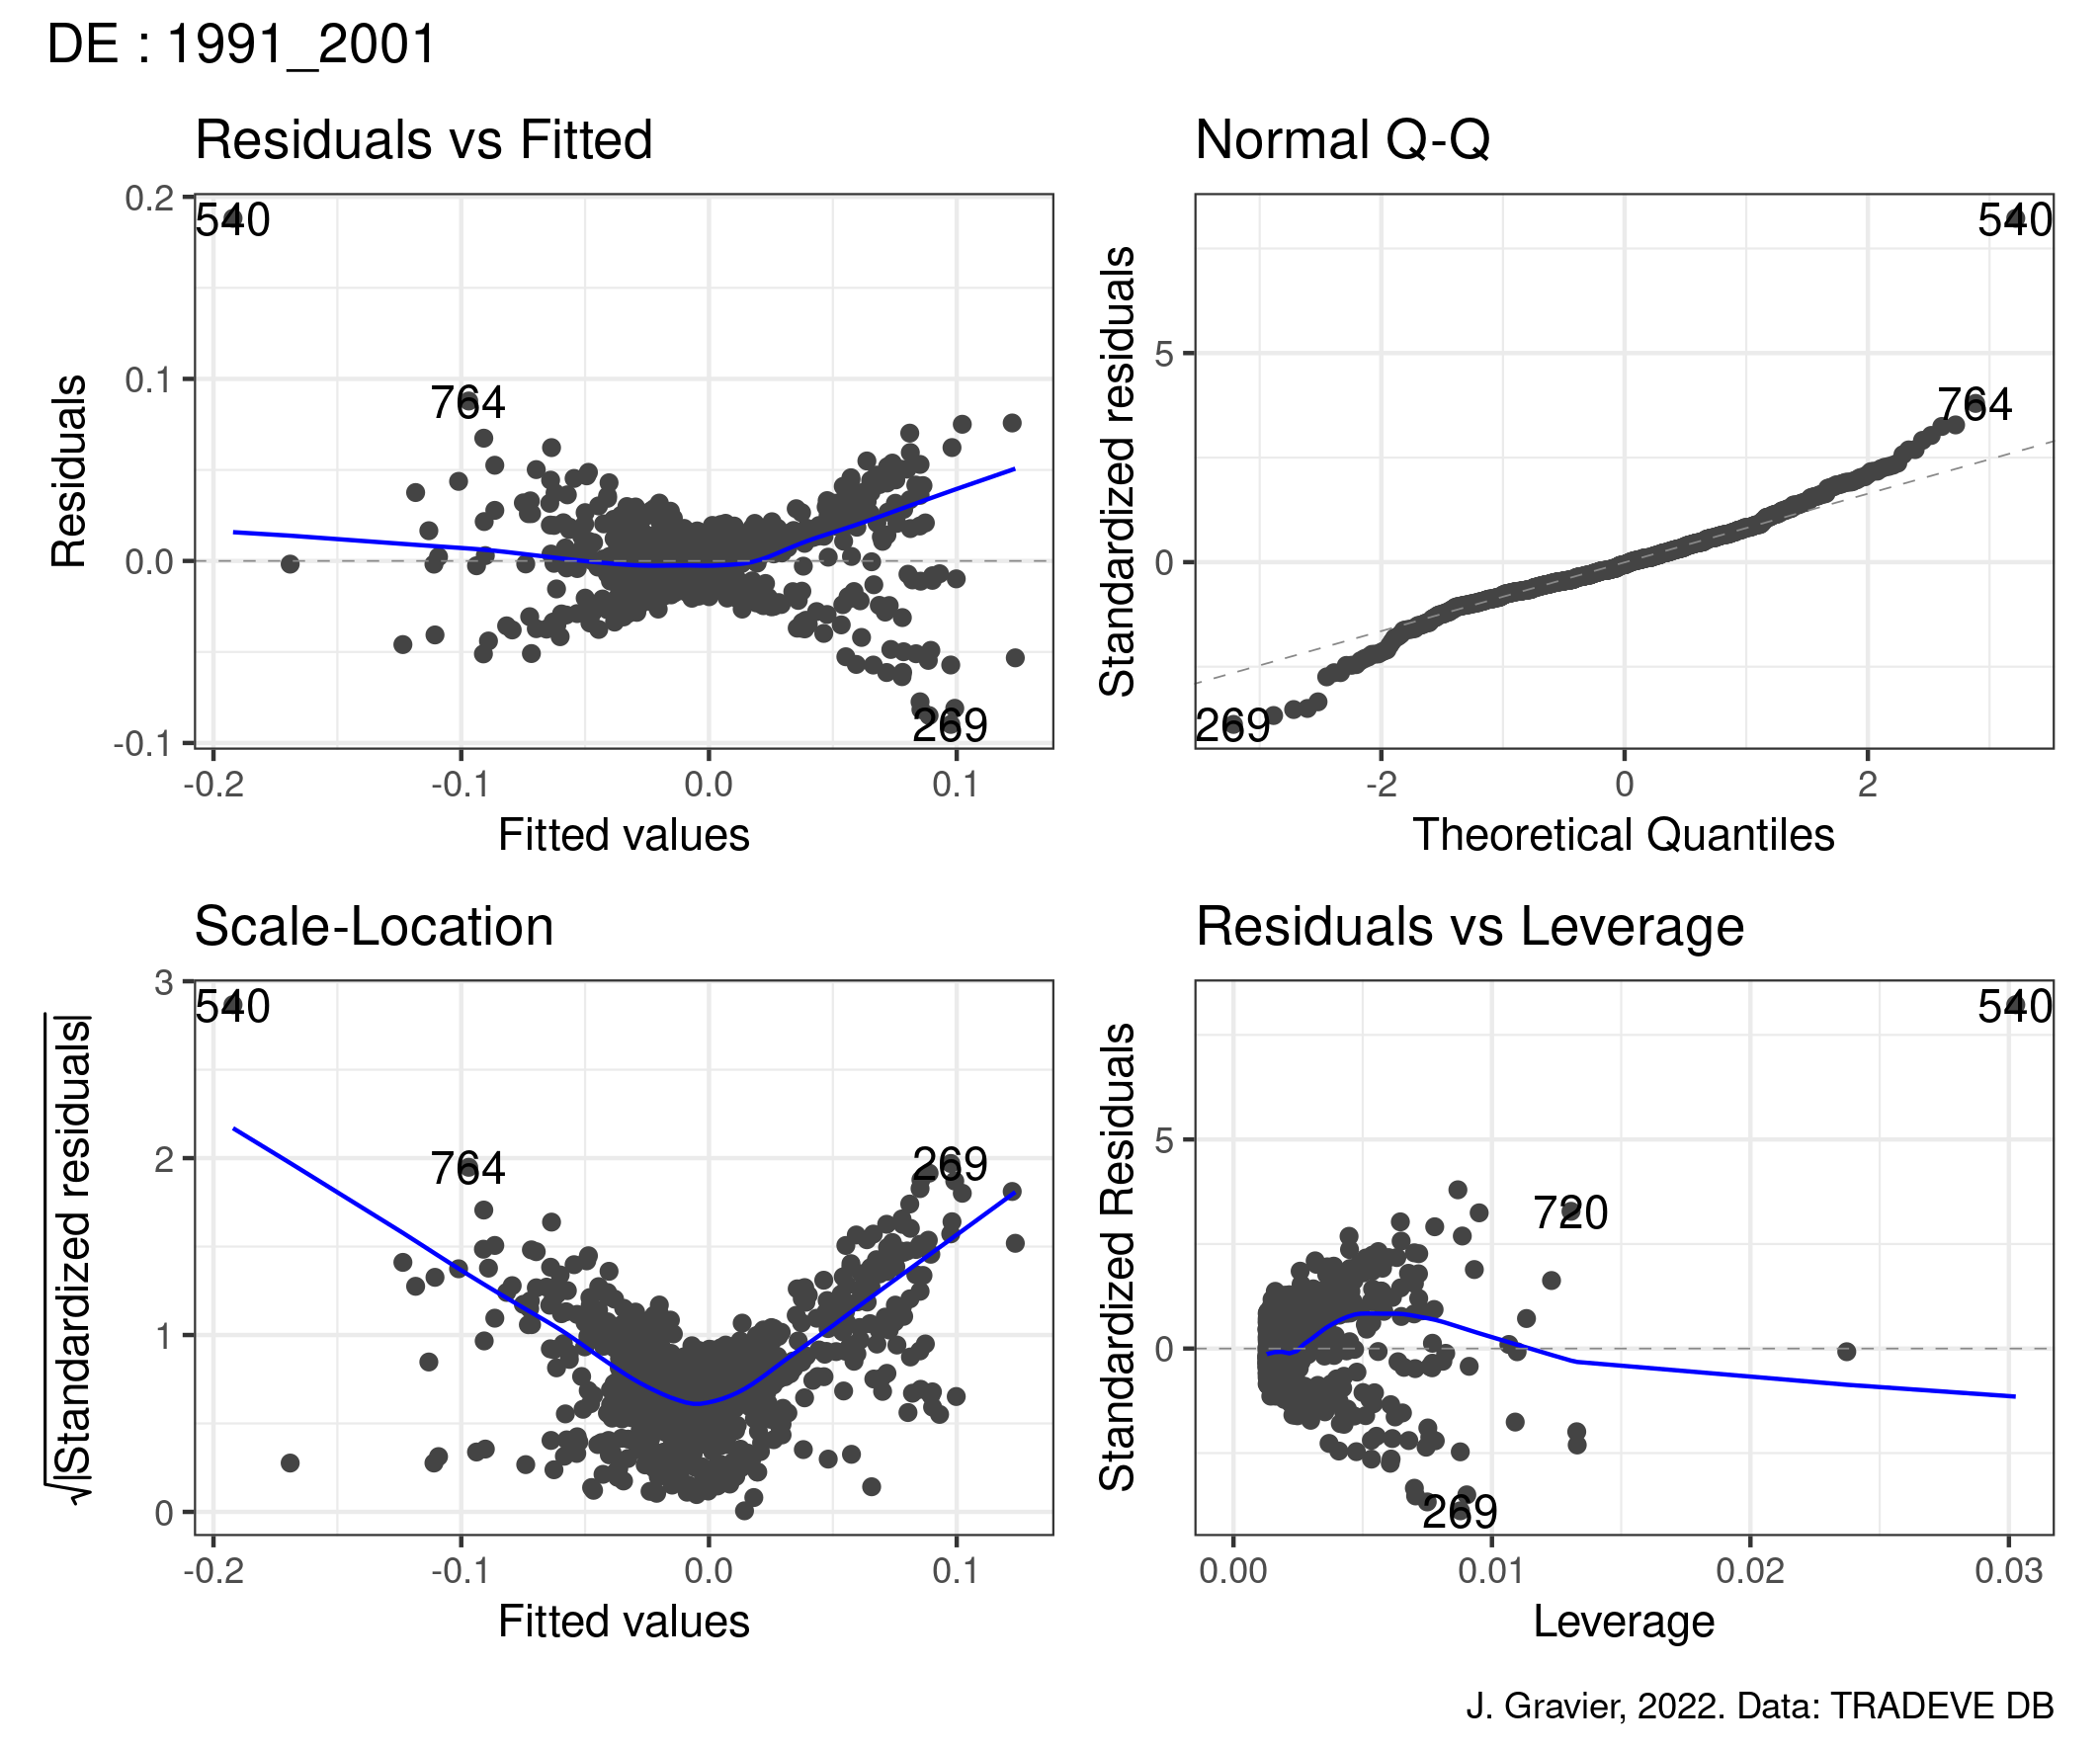 DE : 1991_2001
Residuals vs Fitted
Residuals
0.2
0.1
0.0
-0.1
540
764
269
-0.2 -0.1 0.0 0.1
Fitted values
Normal Q-Q
Standardized residuals
5
0
540
764
269
-2 0 2
Theoretical Quantiles
Scale-Location
√|Standardized residuals|
3
2
1
0
540
764
269
-0.2 -0.1 0.0 0.1
Fitted values
Residuals vs Leverage
Standardized Residuals
5
0
540
720
269
0.00 0.01 0.02 0.03
Leverage
J. Gravier, 2022. Data: TRADEVE DB